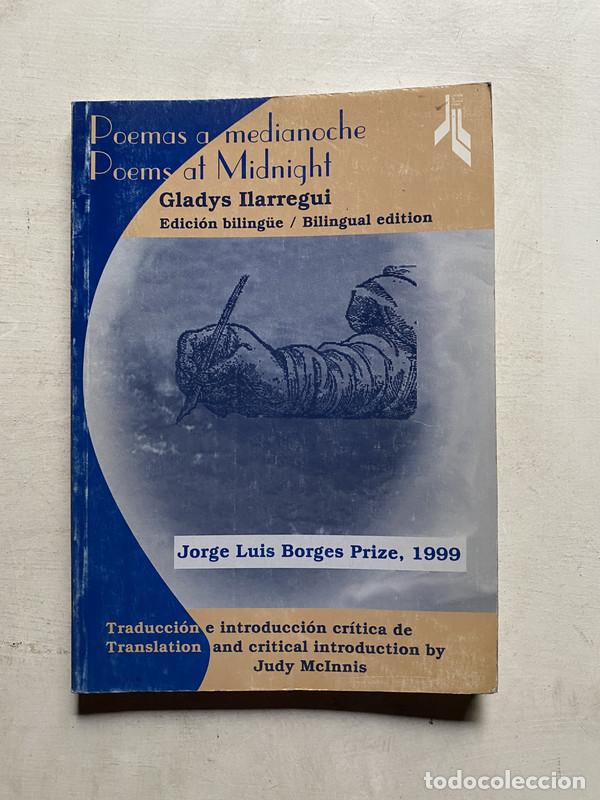 Poemas a medianoche
Poems at Midnight
Gladys Ilarregui
Edición bilingüe / Bilingual edition
Jorge Luis Borges Prize, 1999
Traducción e introducción crítica de
Translation and critical introduction by
Judy McInnis
todocoleccion.net